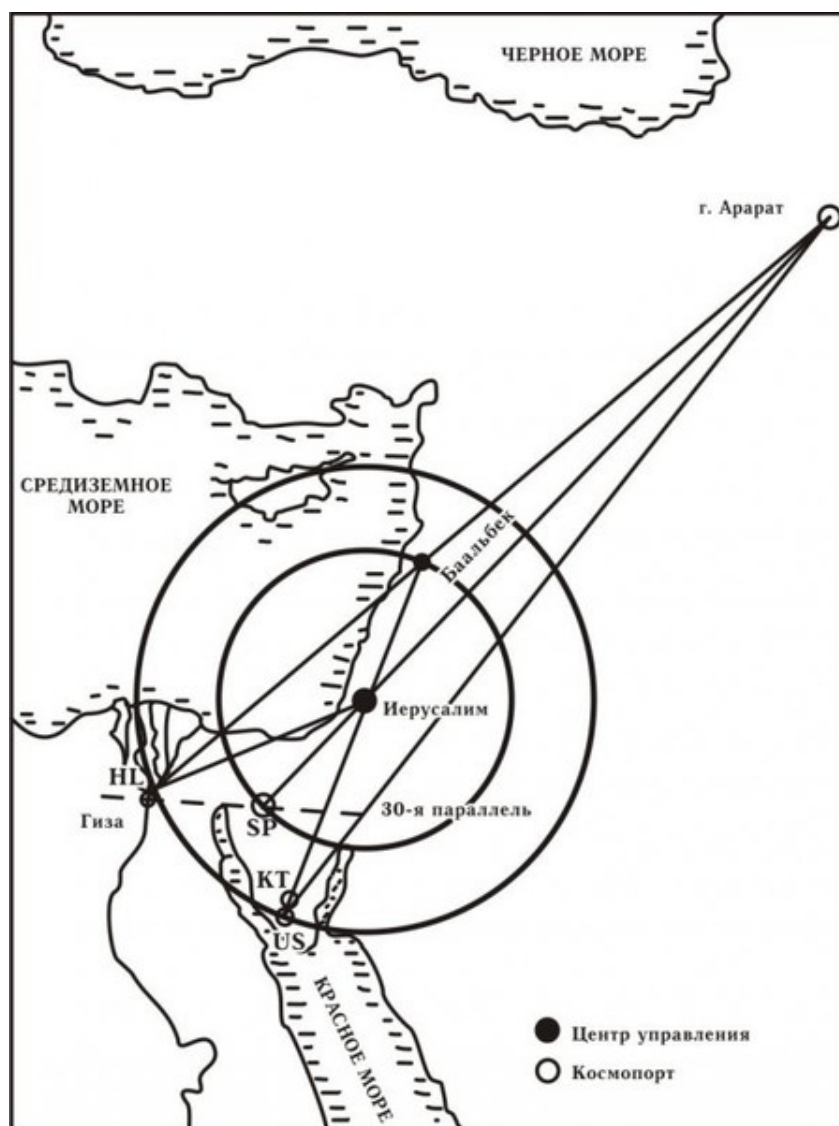 ЧЕРНОЕ МОРЕ
г. Арарат
СРЕДИЗЕМНОЕ
МОРЕ
Баальбек
Иерусалим
HL
Гиза
SP
30-я параллель
KT
US
КРАСНОЕ МОРЕ
Центр управления
Космопорт